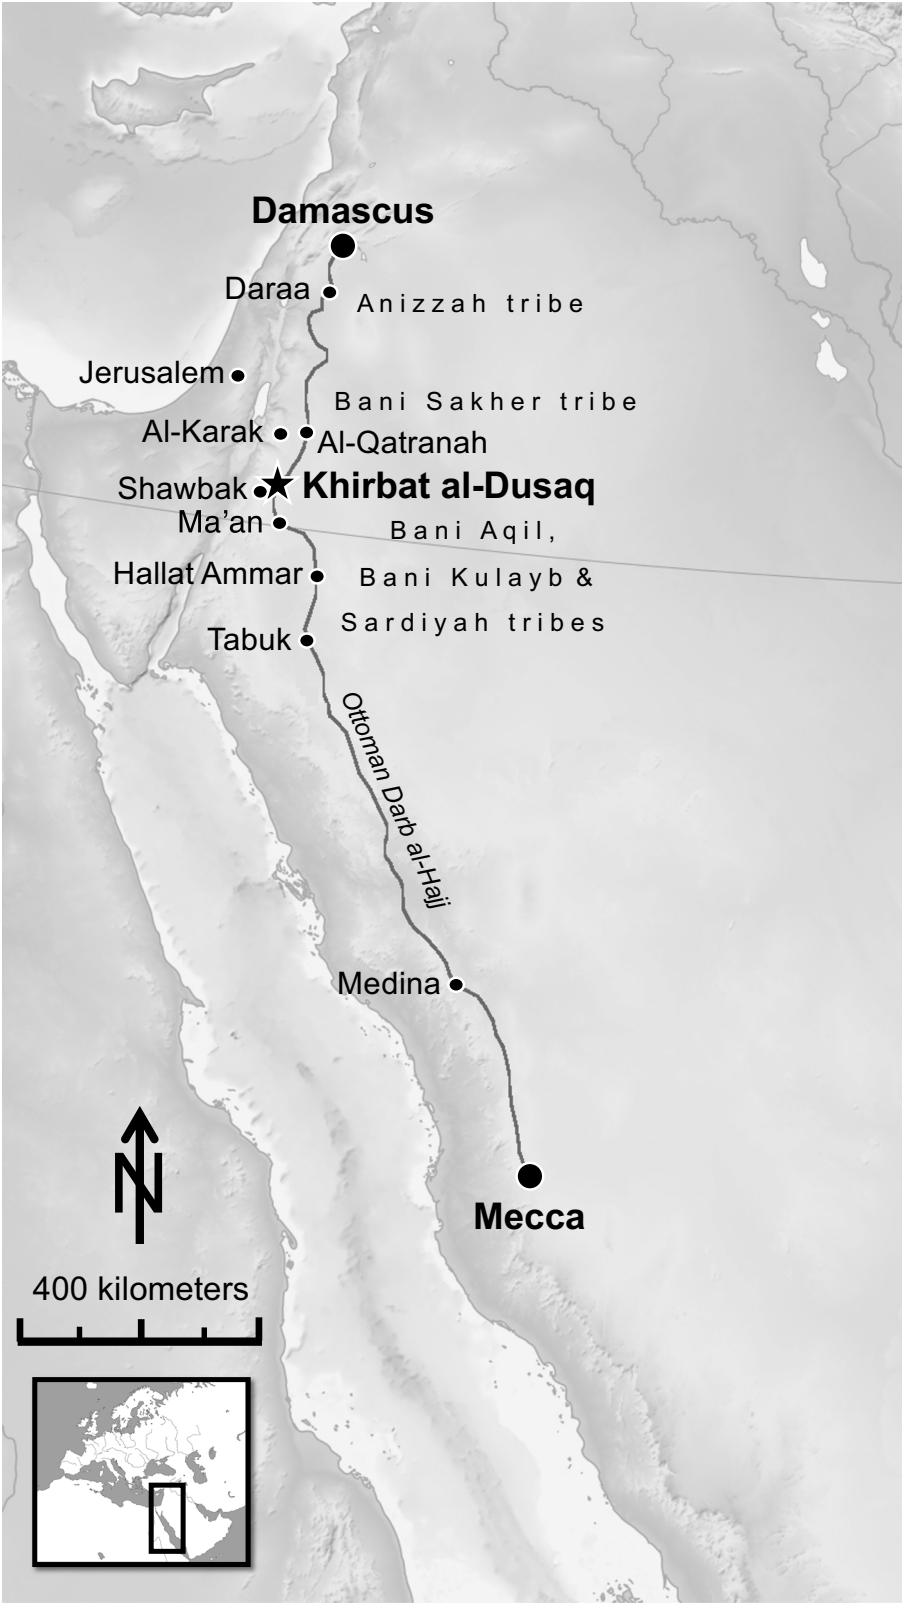 Damascus
Daraa
Anizzah tribe
Jerusalem
Bani Sakher tribe
Al-Karak
Al-Qatranah
Shawbak
Khirbat al-Dusaq
Ma’an
Bani Aqil,
Hallat Ammar
Bani Kulayb &
Sardiyah tribes
Tabuk
Ottoman Darb al-Hajj
Medina
N
Mecca
400 kilometers